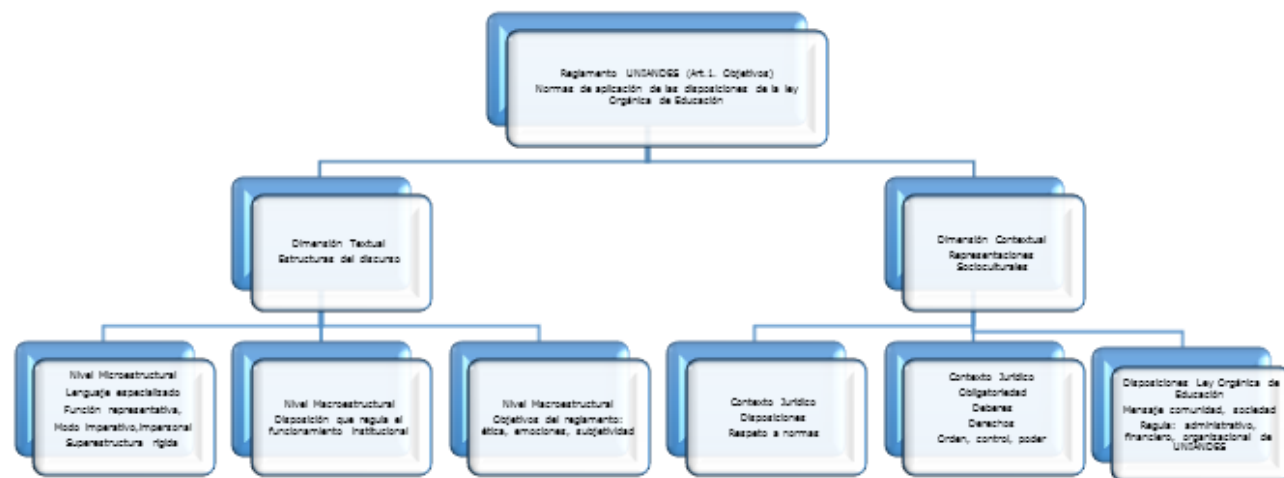 Reglamento UNIANDES (Art.1. Objetivos)
Normas de aplicación de las disposiciones de la ley
Orgánica de Educación
Dimensión Textual
Estructuras del discurso
Dimensión Contextual
Representaciones
Socioculturales
Nivel Microestructural
Lenguaje especializado
Función representativa,
Modo imperativo,impersonal
Superestructura rígida
Nivel Macroestructural
Disposición que regula el
funcionamiento institucional
Nivel Macroestructural
Objetivos del reglamento:
ética, emociones, subjetividad
Contexto Jurídico
Disposiciones
Respeto a normas
Contexto Jurídico
Obligatoriedad
Deberes
Derechos
Orden, control, poder
Disposiciones Ley Orgánica de
Educación
Mensaje comunidad, sociedad
Regula: administrativo,
financiero, organizacional de
UNIANDES